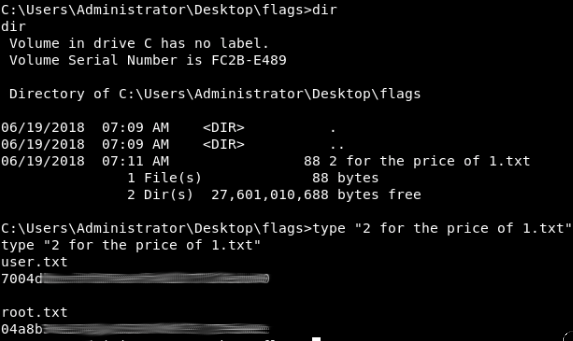 C:\Users\Administrator\Desktop\flags>dir
dir
 Volume in drive C has no label.
 Volume Serial Number is FC2B-E489

 Directory of C:\Users\Administrator\Desktop\flags

06/19/2018  07:09 AM    <DIR>          .
06/19/2018  07:09 AM    <DIR>          ..
06/19/2018  07:11 AM                88 2 for the price of 1.txt
               1 File(s)             88 bytes
               2 Dir(s)  27,601,010,688 bytes free

C:\Users\Administrator\Desktop\flags>type "2 for the price of 1.txt"
type "2 for the price of 1.txt"
user.txt
7004d

root.txt
04a8b